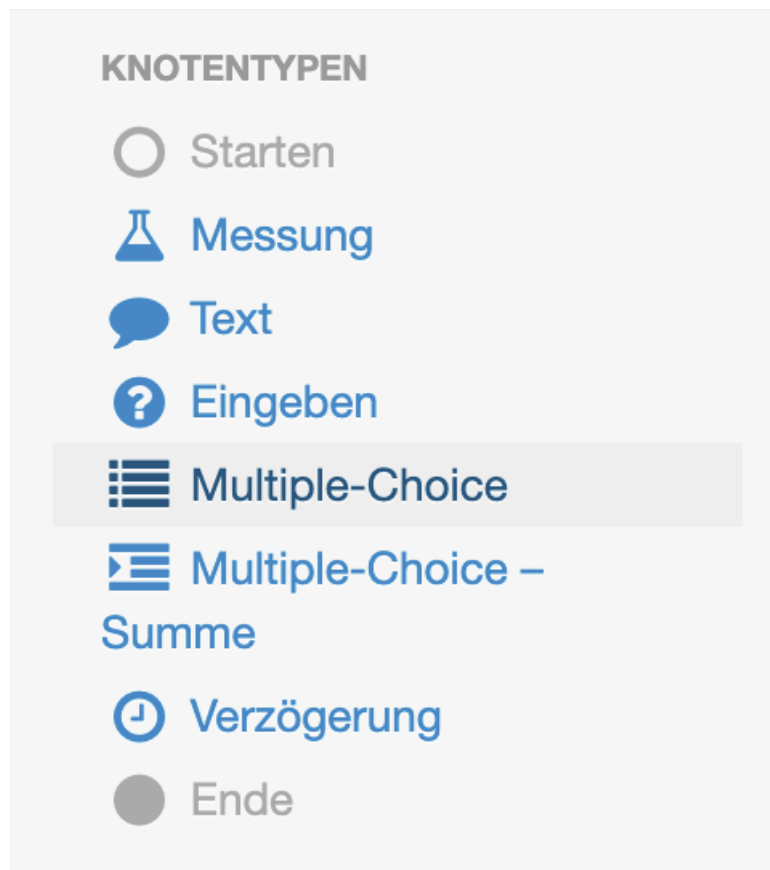 KNOTENTYPEN
Starten
Messung
Text
Eingeben
Multiple-Choice
Multiple-Choice –
Summe
Verzögerung
Ende